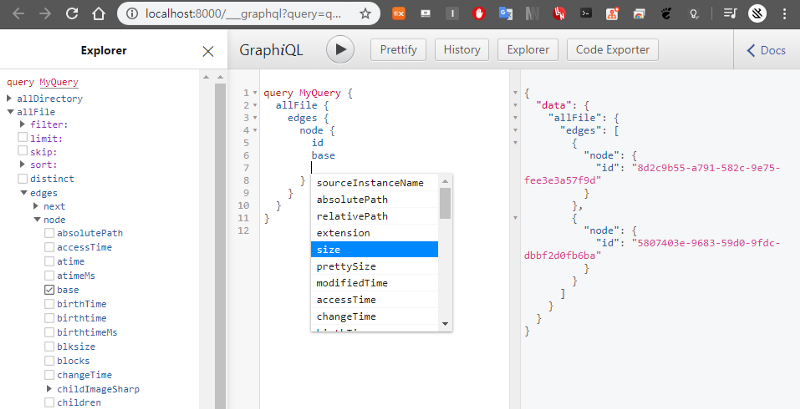 localhost:8000/___graphql?query=q...
Explorer
query MyQuery
allDirectory
allFile
filter:
limit:
skip:
sort:
distinct
edges
next
node
absolutePath
accessTime
atime
atimeMs
base
birthTime
birthtime
birthtimeMs
blksize
blocks
changeTime
childImageSharp
children
GraphiQL
Prettify
History
Explorer
Code Exporter
Docs
1 query MyQuery {
2 allFile {
3 edges {
4 node {
5 id
6 base
7
8 }
9 }
10 }
11 }
12
sourceInstanceName
absolutePath
relativePath
extension
size
prettySize
modifiedTime
accessTime
changeTime
birthTime
{
"data": {
"allFile": {
"edges": [
{
"node": {
"id": "8d2c9b55-a791-582c-9e75-
fee3e3a57f9d"
}
},
{
"node": {
"id": "5807403e-9683-59d0-9fdc-
dbbf2d0fb6ba"
}
}
]
}
}
}